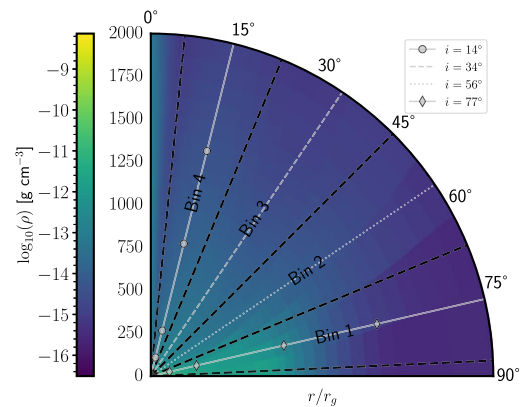 0°
15°
30°
45°
60°
75°
90°
2000
1750
1500
1250
1000
750
500
250
0
−9
−10
−11
−12
−13
−14
−15
−16
log₁₀(ρ) [g cm⁻³]
i = 14°
i = 34°
i = 56°
i = 77°
Bin 4
Bin 3
Bin 2
Bin 1
r/r_g